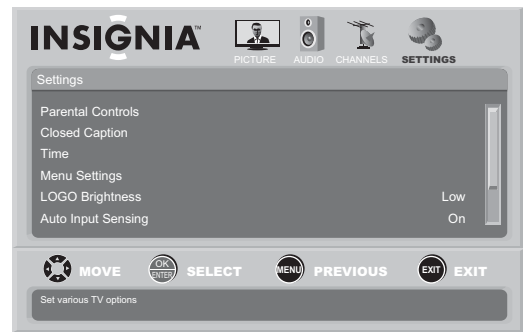 INSIGNIA™
PICTURE AUDIO CHANNELS SETTINGS
Settings
Parental Controls
Closed Caption
Time
Menu Settings
LOGO Brightness Low
Auto Input Sensing On
MOVE OK ENTER SELECT MENU PREVIOUS EXIT EXIT
Set various TV options